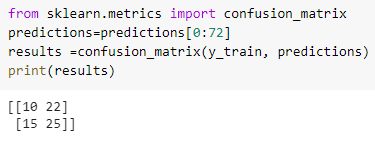 from sklearn.metrics import confusion_matrix
predictions=predictions[0:72]
results =confusion_matrix(y_train, predictions)
print(results)
[[10 22]
 [15 25]]